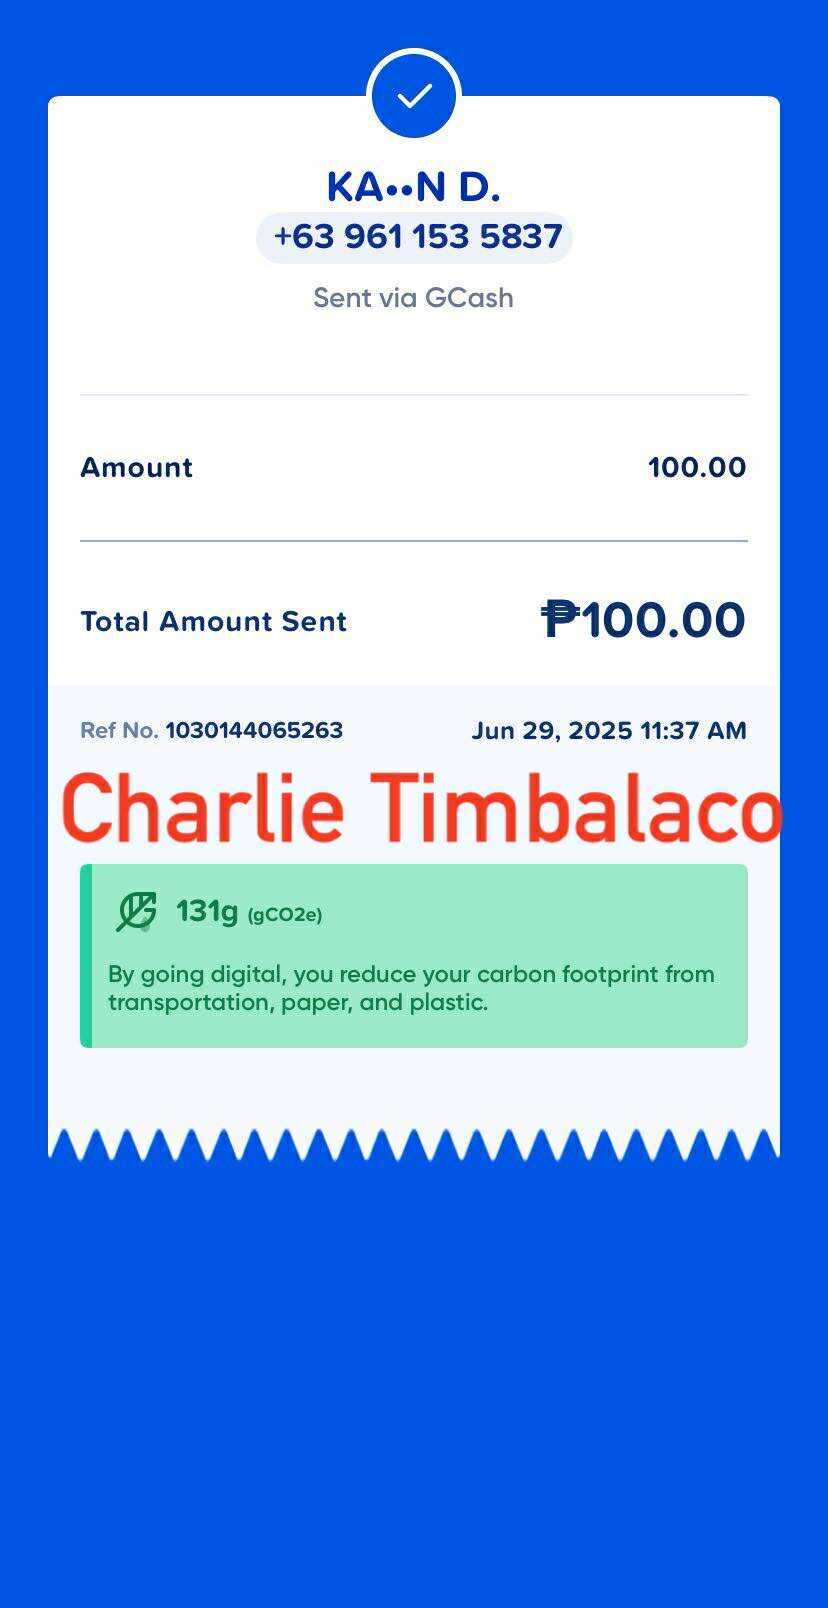 KA••N D.
+63 961 153 5837
Sent via GCash
Amount 100.00
Total Amount Sent ₱100.00
Ref No. 1030144065263 Jun 29, 2025 11:37 AM
Charlie Timbalaco
131g (gCO2e)
By going digital, you reduce your carbon footprint from
transportation, paper, and plastic.